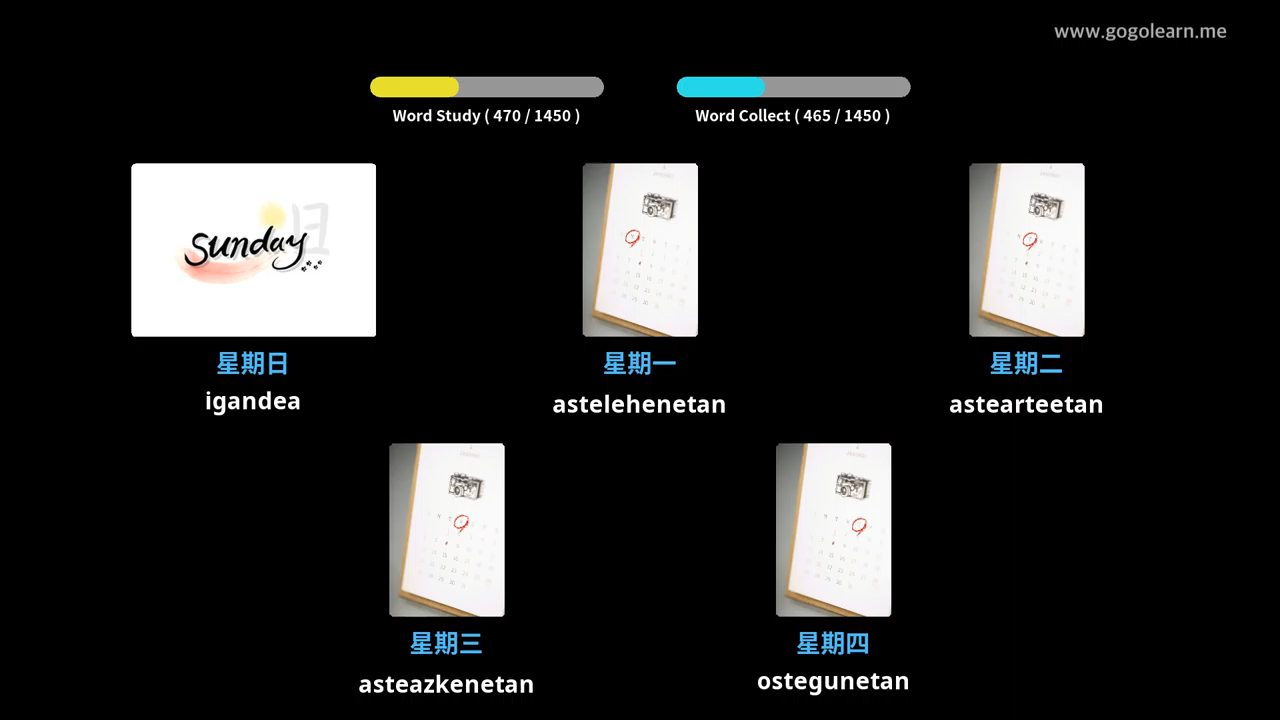 www.gogolearn.me
Word Study ( 470 / 1450 )
Word Collect ( 465 / 1450 )
Sunday
日
星期日
igandea
星期一
astelehenetan
星期二
astearteetan
星期三
asteazkenetan
星期四
ostegunetan